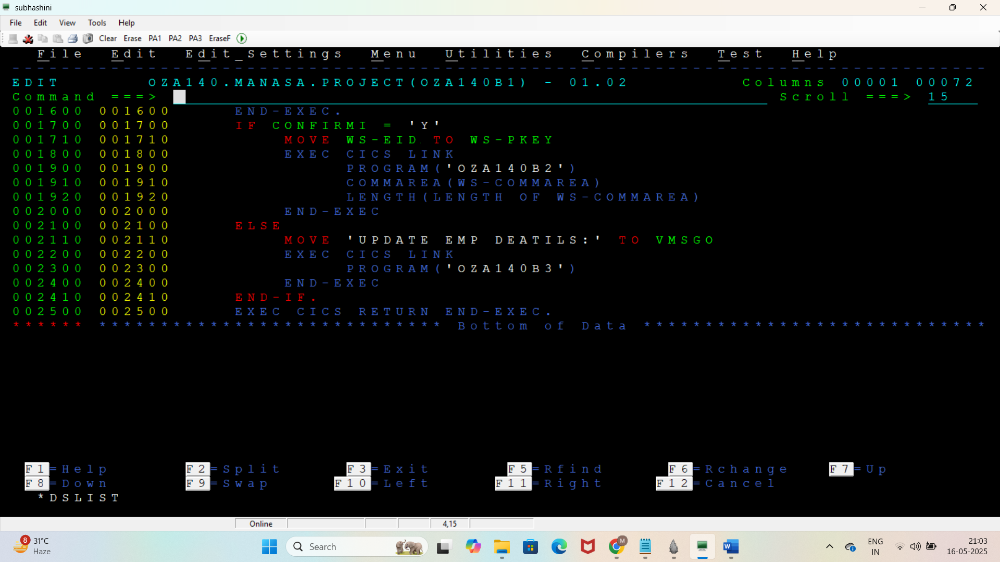 subhashini
File Edit View Tools Help
Clear Erase PA1 PA2 PA3 EraseF
File Edit Edit_Settings Menu Utilities Compilers Test Help
EDIT OZA140.MANASA.PROJECT(OZA140B1) - 01.02 Columns 00001 00072
Command ===> Scroll ===> 15
001600 001600 END-EXEC.
001700 001700 IF CONFIRMI = 'Y'
001710 001710 MOVE WS-EID TO WS-PKEY
001800 001800 EXEC CICS LINK
001900 001900 PROGRAM('OZA140B2')
001910 001910 COMMAREA(WS-COMMAREA)
001920 001920 LENGTH(LENGTH OF WS-COMMAREA)
002000 002000 END-EXEC
002100 002100 ELSE
002110 002110 MOVE 'UPDATE EMP DEATILS:' TO VMSGO
002200 002200 EXEC CICS LINK
002300 002300 PROGRAM('OZA140B3')
002400 002400 END-EXEC
002410 002410 END-IF.
002500 002500 EXEC CICS RETURN END-EXEC.
****** **************************** Bottom of Data ****************************
F1=Help F2=Split F3=Exit F5=Rfind F6=Rchange F7=Up
F8=Down F9=Swap F10=Left F11=Right F12=Cancel
*DSLIST
Online 4,15
8 31°C
Haze
Search
M
W
ENG
IN
21:03
16-05-2025